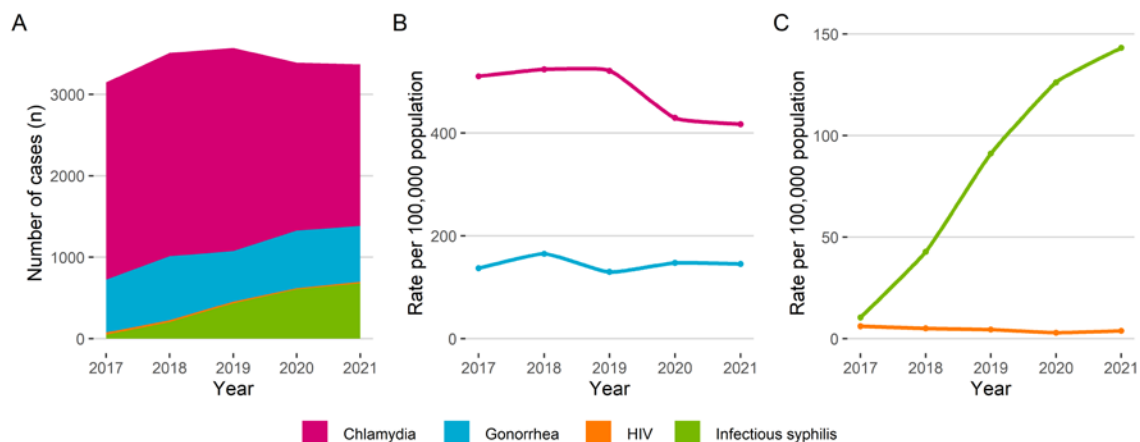 A
Number of cases (n)
3000
2000
1000
0
2017 2018 2019 2020 2021
Year
B
Rate per 100,000 population
400
200
0
2017 2018 2019 2020 2021
Year
C
Rate per 100,000 population
150
100
50
0
2017 2018 2019 2020 2021
Year
Chlamydia Gonorrhea HIV Infectious syphilis